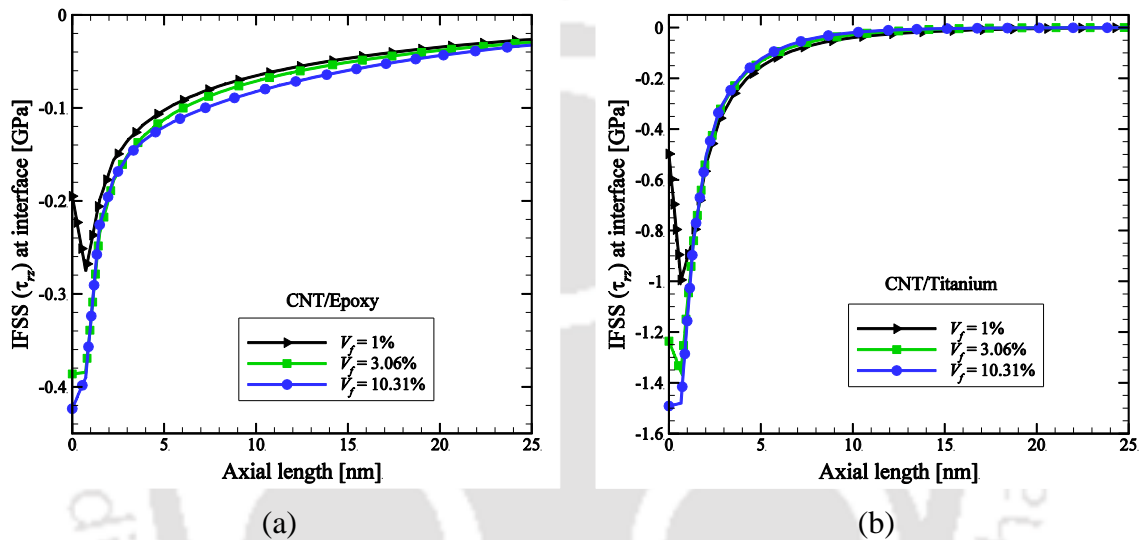 0
-0.1
-0.2
-0.3
-0.4
IFSS (τrz) at interface [GPa]
CNT/Epoxy
Vf = 1%
Vf = 3.06%
Vf = 10.31%
0 5 10 15 20 25
Axial length [nm]
(a)
0
-0.2
-0.4
-0.6
-0.8
-1
-1.2
-1.4
-1.6
IFSS (τrz) at interface [GPa]
CNT/Titanium
Vf = 1%
Vf = 3.06%
Vf = 10.31%
0 5 10 15 20 25
Axial length [nm]
(b)